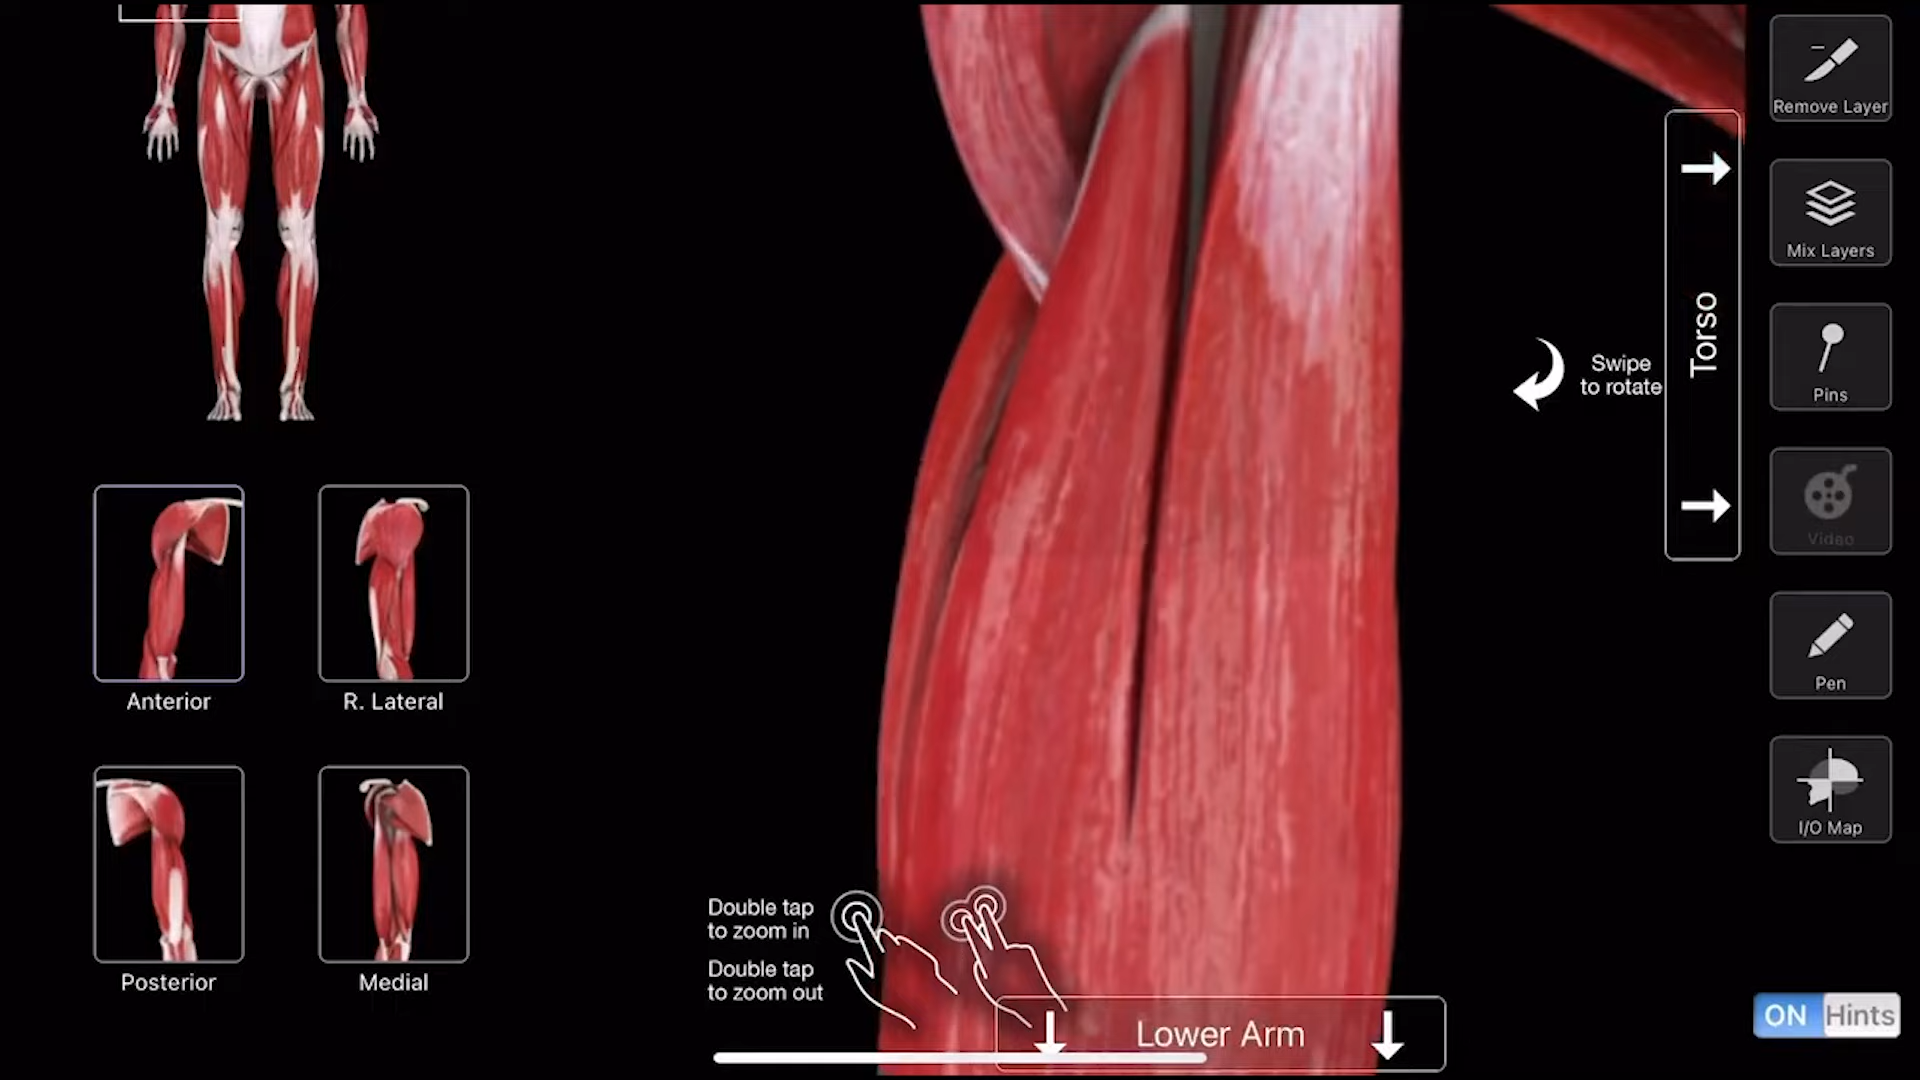 Remove Layer
Mix Layers
Torso
Swipe
to rotate
Pins
Video
Anterior
R. Lateral
Pen
I/O Map
Double tap
to zoom in
Double tap
to zoom out
Posterior
Medial
Lower Arm
ON Hints